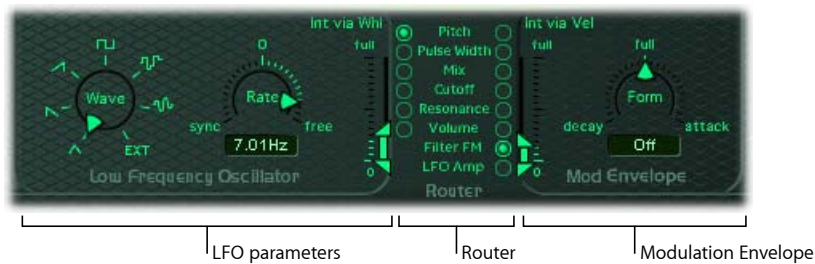 Int via Whl
Int via Vel
0
full
Pitch
full
full
Pulse Width
Mix
Wave
Rate
Cutoff
Form
Resonance
sync
free
Volume
decay
attack
7.01Hz
Filter FM
Off
EXT
0
LFO Amp
0
Low Frequency Oscillator
Router
Mod Envelope
LFO parameters
Router
Modulation Envelope